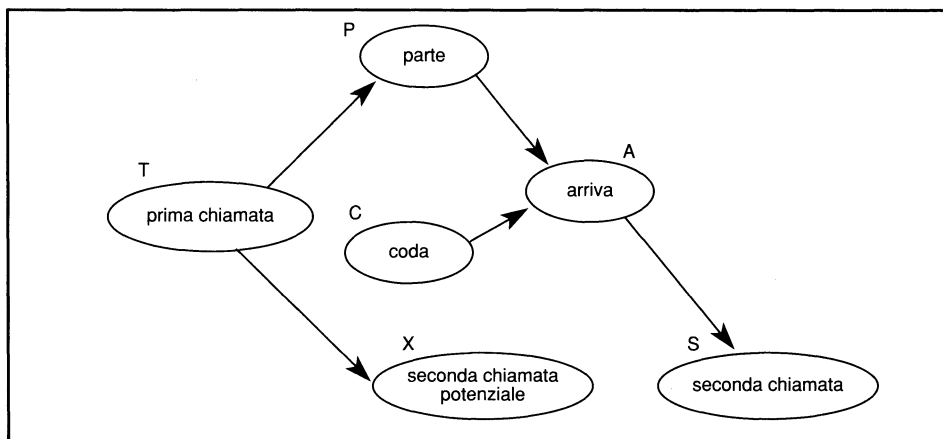 P
parte
T
prima chiamata
A
arriva
C
coda
X
seconda chiamata
potenziale
S
seconda chiamata